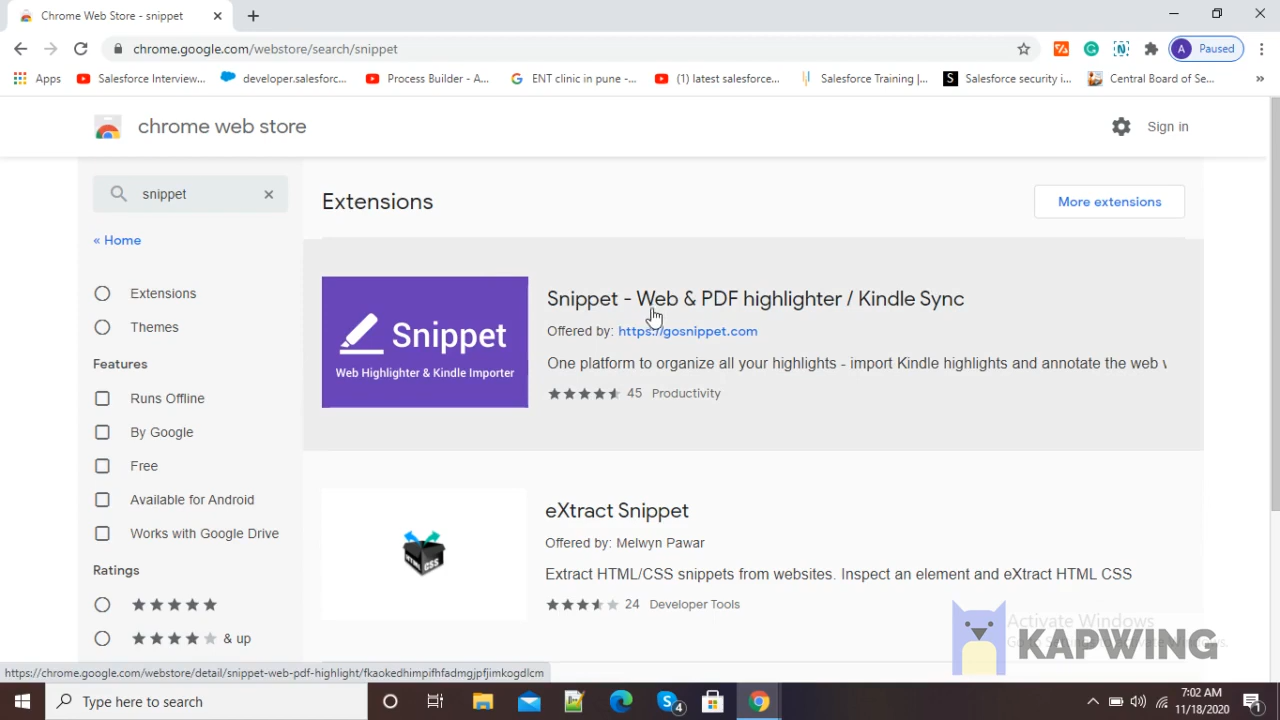 Chrome Web Store - snippet
chrome.google.com/webstore/search/snippet
A Paused
Apps Salesforce Interview... developer.salesforc... Process Builder - A... ENT clinic in pune -... (1) latest salesforce... Salesforce Training |... S Salesforce security i... Central Board of Se... »
chrome web store
Sign in
snippet
Extensions
More extensions
« Home
Extensions
Themes
Features
Runs Offline
By Google
Free
Available for Android
Works with Google Drive
Ratings
& up
Snippet
Web Highlighter & Kindle Importer
Snippet - Web & PDF highlighter / Kindle Sync
Offered by: https://gosnippet.com
One platform to organize all your highlights - import Kindle highlights and annotate the web
45 Productivity
HTML CSS
eXtract Snippet
Offered by: Melwyn Pawar
Extract HTML/CSS snippets from websites. Inspect an element and eXtract HTML CSS
24 Developer Tools
Activate Windows
KAPWING
https://chrome.google.com/webstore/detail/snippet-web-pdf-highlight/fkaokedhimpifhfadmgjpfjimkogdlcm
Type here to search
4
7:02 AM
11/18/2020
1